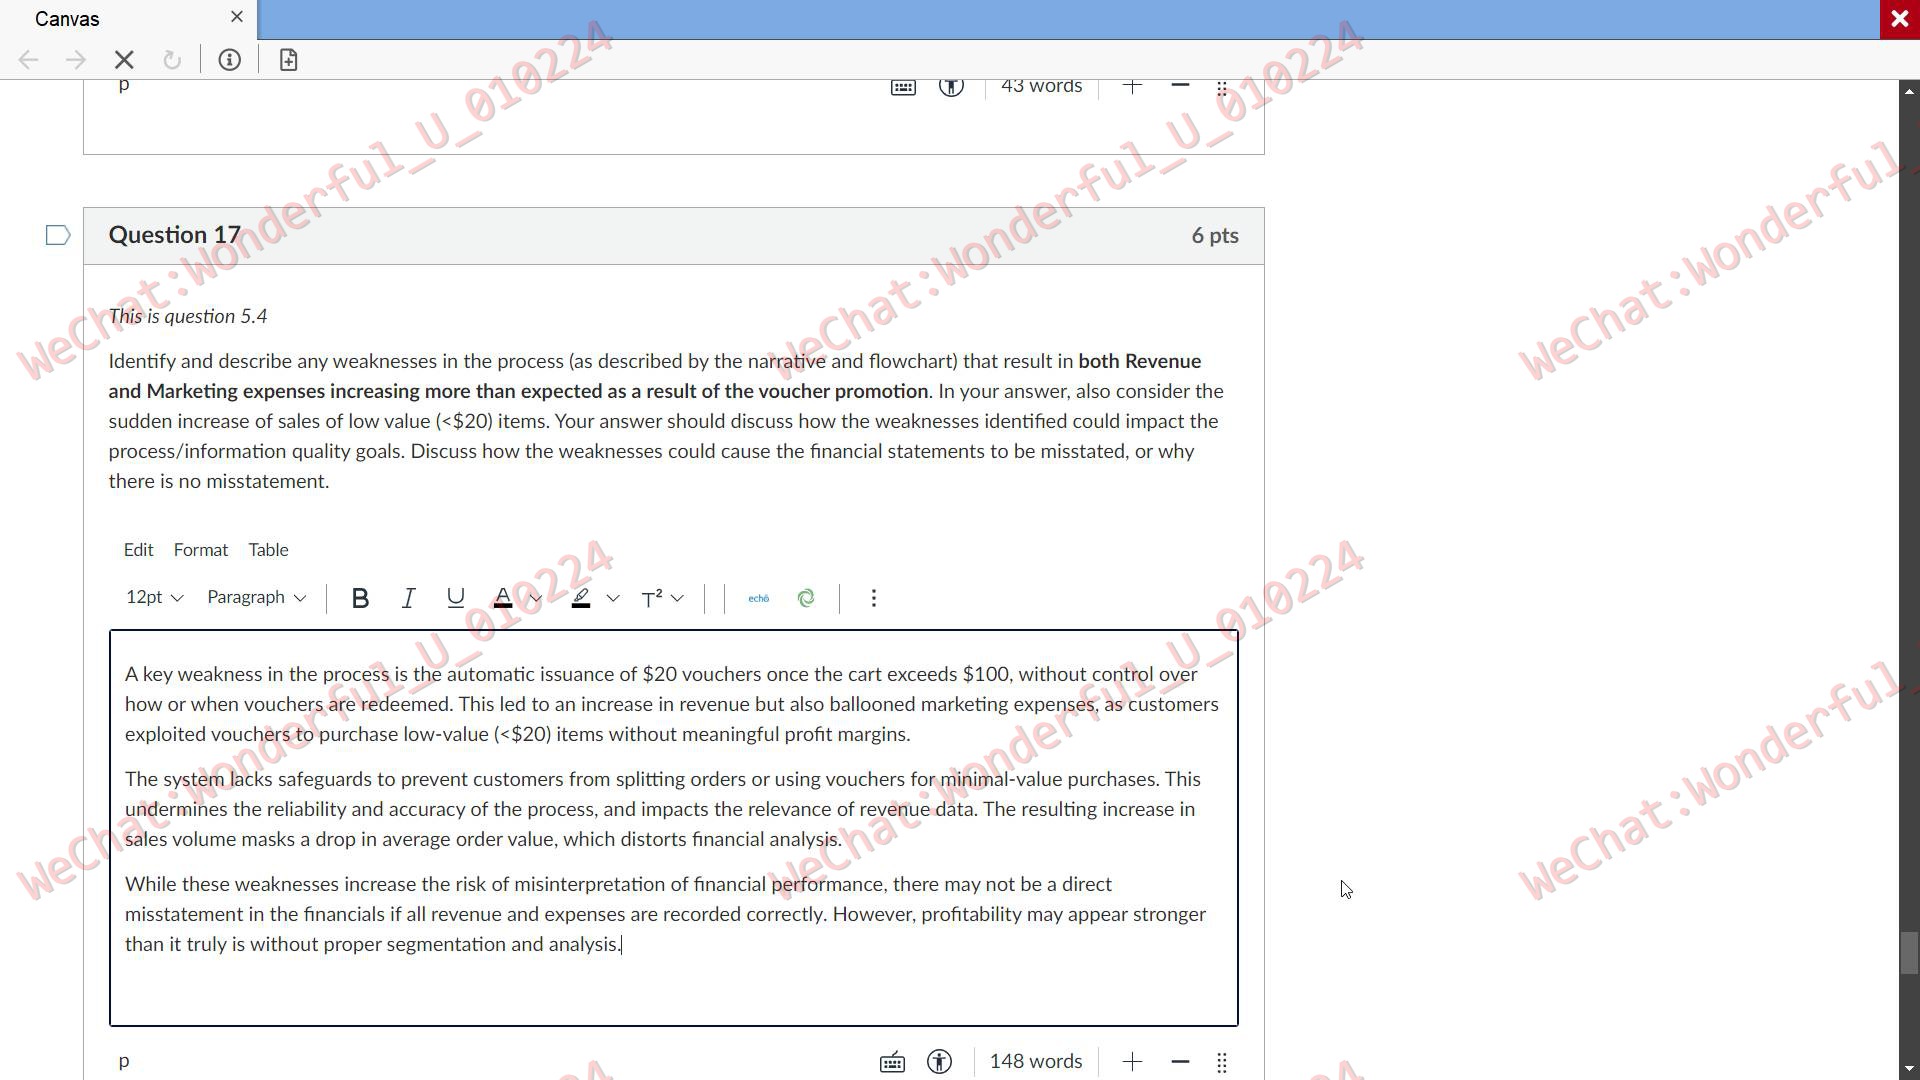 Canvas
p
43 words
Question 17
6 pts
This is question 5.4
Identify and describe any weaknesses in the process (as described by the narrative and flowchart) that result in both Revenue
and Marketing expenses increasing more than expected as a result of the voucher promotion. In your answer, also consider the
sudden increase of sales of low value (<$20) items. Your answer should discuss how the weaknesses identified could impact the
process/information quality goals. Discuss how the weaknesses could cause the financial statements to be misstated, or why
there is no misstatement.
Edit Format Table
12pt Paragraph B I U A T² echo
A key weakness in the process is the automatic issuance of $20 vouchers once the cart exceeds $100, without control over
how or when vouchers are redeemed. This led to an increase in revenue but also ballooned marketing expenses, as customers
exploited vouchers to purchase low-value (<$20) items without meaningful profit margins.
The system lacks safeguards to prevent customers from splitting orders or using vouchers for minimal-value purchases. This
undermines the reliability and accuracy of the process, and impacts the relevance of revenue data. The resulting increase in
sales volume masks a drop in average order value, which distorts financial analysis.
While these weaknesses increase the risk of misinterpretation of financial performance, there may not be a direct
misstatement in the financials if all revenue and expenses are recorded correctly. However, profitability may appear stronger
than it truly is without proper segmentation and analysis.
p
148 words
WeChat:Wonderful_U_010224
WeChat:Wonderful_U_010224
WeChat:Wonderful_
WeChat:Wonderful_U_010224
WeChat:Wonderful_U_010224
WeChat:Wonderful_
24
24